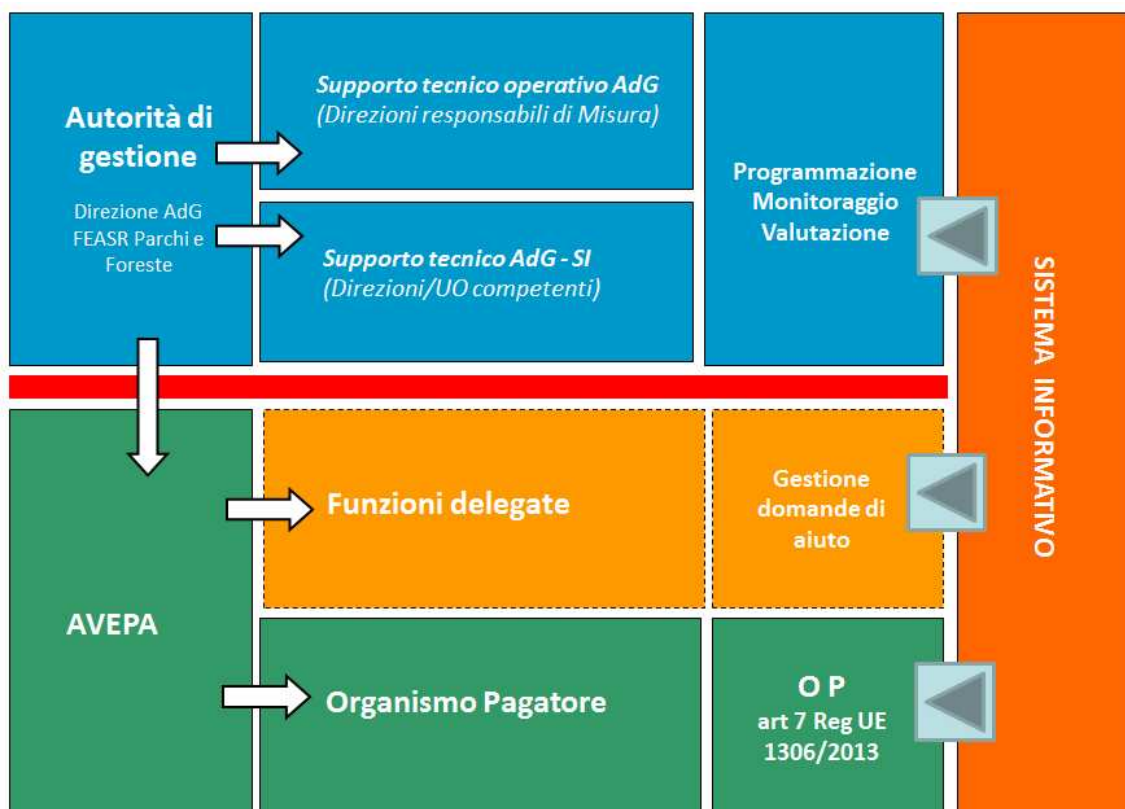 Autorità di
gestione
Direzione AdG
FEASR Parchi e
Foreste
Supporto tecnico operativo AdG
(Direzioni responsabili di Misura)
Supporto tecnico AdG - SI
(Direzioni/UO competenti)
Programmazione
Monitoraggio
Valutazione
SISTEMA INFORMATIVO
AVEPA
Funzioni delegate
Gestione
domande di
aiuto
Organismo Pagatore
O P
art 7 Reg UE
1306/2013